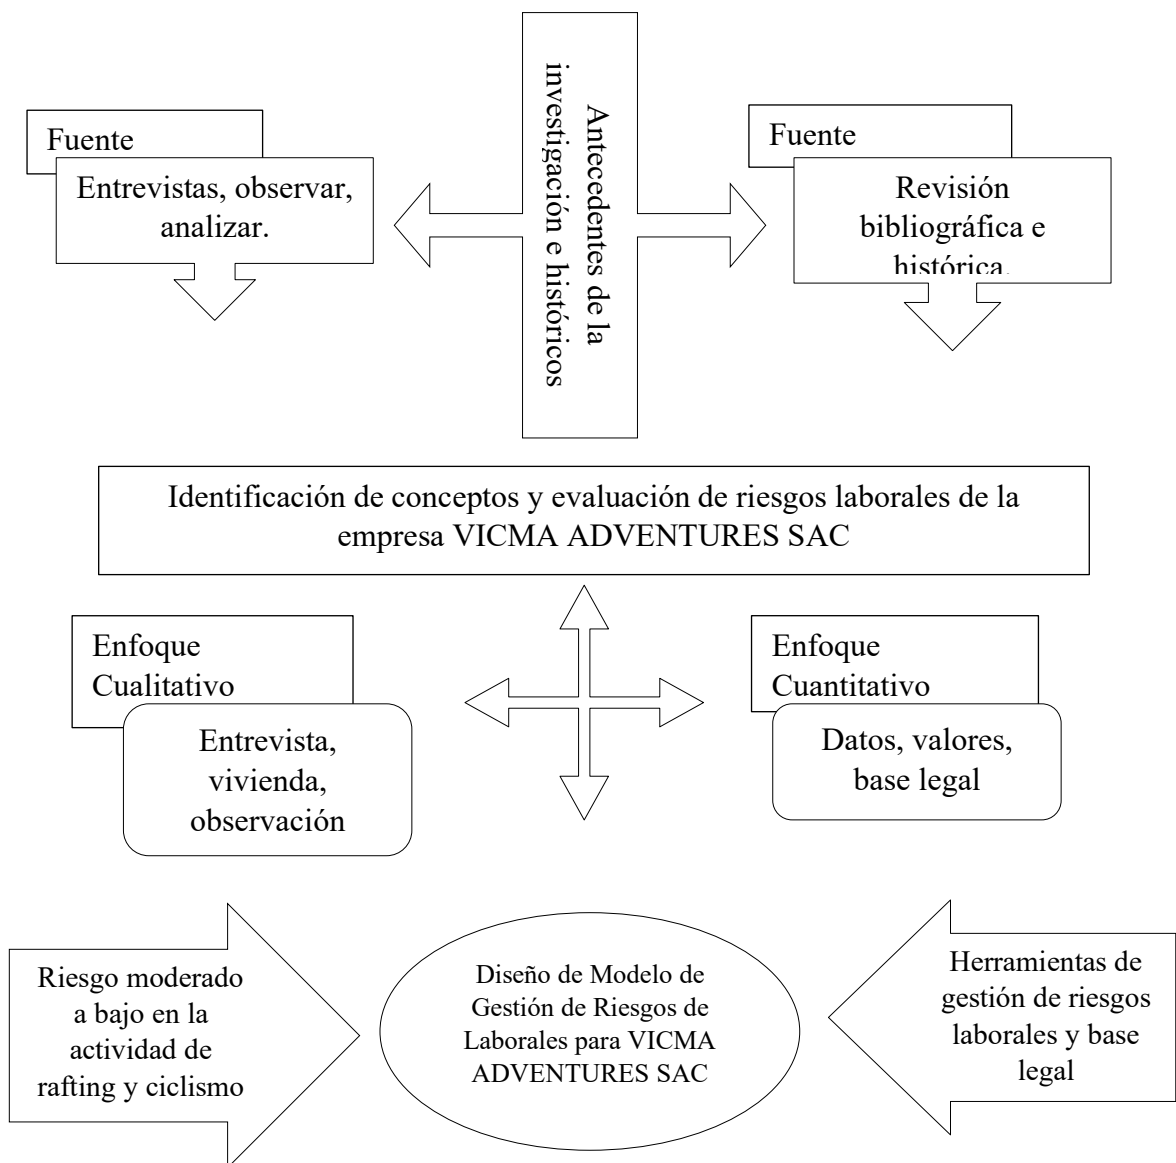 Antecedentes de la
investigación e históricos
Fuente
Entrevistas, observar,
analizar.
Fuente
Revisión
bibliográfica e
histórica.
Identificación de conceptos y evaluación de riesgos laborales de la
empresa VICMA ADVENTURES SAC
Enfoque
Cualitativo
Entrevista,
vivienda,
observación
Enfoque
Cuantitativo
Datos, valores,
base legal
Riesgo moderado
a bajo en la
actividad de
rafting y ciclismo
Diseño de Modelo de
Gestión de Riesgos de
Laborales para VICMA
ADVENTURES SAC
Herramientas de
gestión de riesgos
laborales y base
legal